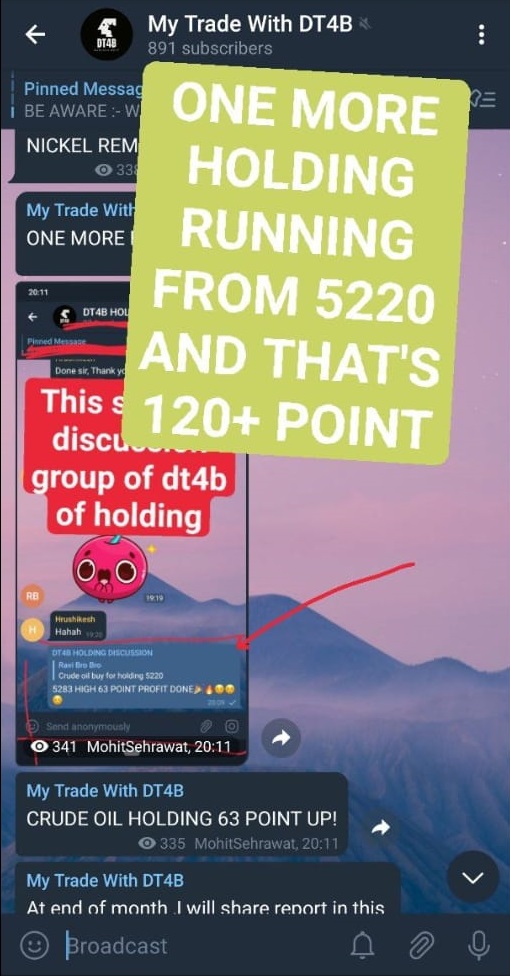 My Trade With DT4B
891 subscribers
DT4B
Pinned Messag
BE AWARE :- W
NICKEL REM
338
ONE MORE
HOLDING
RUNNING
FROM 5220
AND THAT'S
120+ POINT
My Trade With
ONE MORE
20:11
DT4B HOL
Pinned Message
Done sir, Thank yo
This s
discu
group of dt4b
of holding
19:19
RB
H
Hrushikesh
Hahah 19:20
DT4B HOLDING DISCUSSION
Ravi Bro Bro
Crude oil buy for holding 5220
5283 HIGH 63 POINT PROFIT DONE🎉🔥😊😊
😊
20:09
Send anonymously
341 MohitSehrawat, 20:11
My Trade With DT4B
CRUDE OIL HOLDING 63 POINT UP!
335 MohitSehrawat, 20:11
My Trade With DT4B
At end of month ,I will share report in this
Broadcast